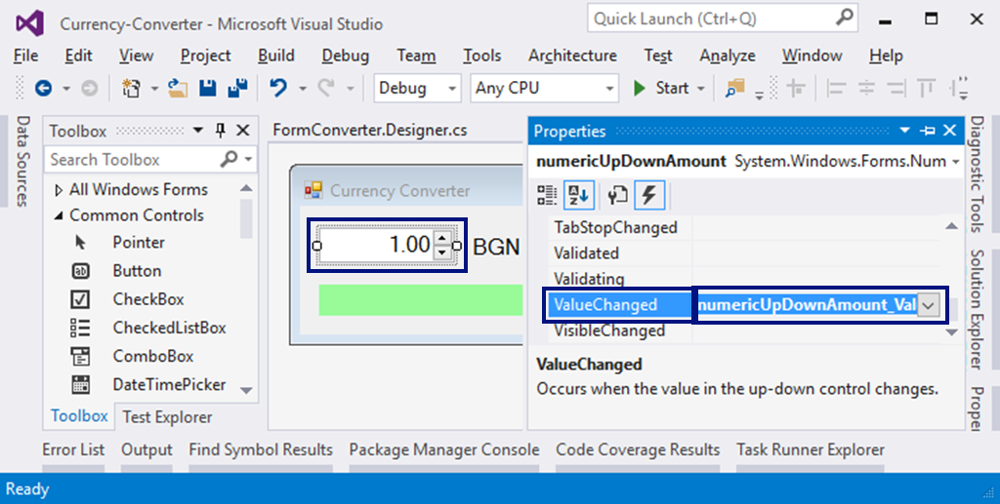 Currency-Converter - Microsoft Visual Studio
Quick Launch (Ctrl+Q)
File Edit View Project Build Debug Team Tools Architecture Test Analyze Window Help
Debug Any CPU Start
Data Sources
Toolbox
Search Toolbox
All Windows Forms
Common Controls
Pointer
Button
CheckBox
CheckedListBox
ComboBox
DateTimePicker
Toolbox Test Explorer
FormConverter.Designer.cs
Currency Converter
1.00 BGN
Properties
numericUpDownAmount System.Windows.Forms.Num
A
Z
TabStopChanged
Validated
Validating
ValueChanged numericUpDownAmount_Val
VisibleChanged
ValueChanged
Occurs when the value in the up-down control changes.
Diagnostic Tools
Solution Explorer
Proper
Error List Output Find Symbol Results Package Manager Console Code Coverage Results Task Runner Explorer
Ready